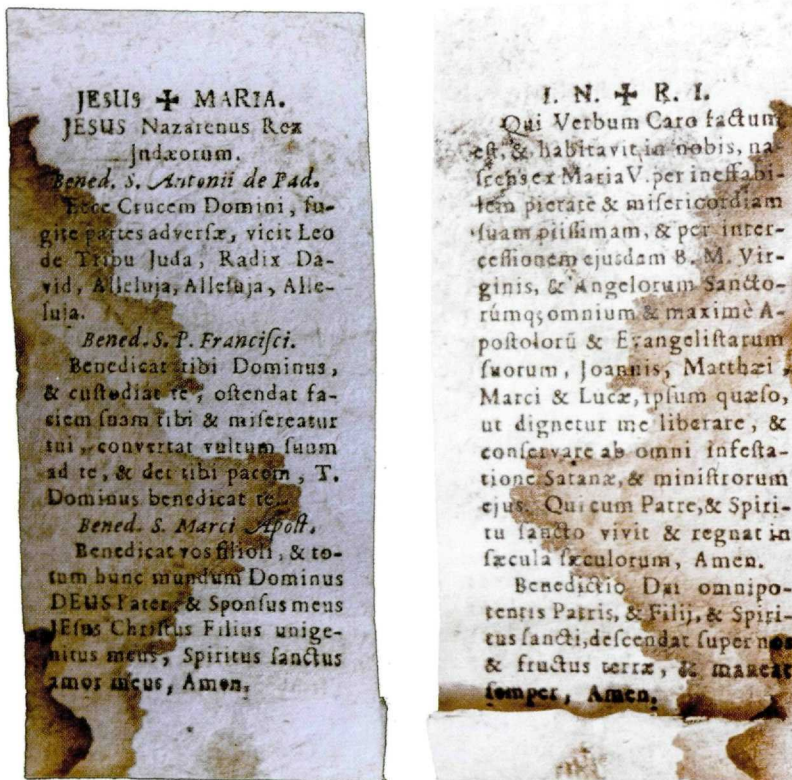 JESUS ✠ MARIA.
JESUS Nazarenus Rex
Judæorum.
Bened. S. Antonii de Pad.
Ecce Crucem Domini, fu-
gite partes adverſæ, vicit Leo
de Tribu Juda, Radix Da-
vid, Alleluja, Alleluja, Alle-
luja.
Bened. S. P. Franciſci.
Benedicat tibi Dominus,
& cuſtodiat te, oſtendat fa-
ciem ſuam tibi & miſereatur
tui, convertat vultum ſuum
ad te, & det tibi pacem, T.
Dominus benedicat te.
Bened. S. Marci Apoſt.
Benedicat vos filioli, & to-
tum hunc mundum Dominus
DEUS Pater, & Sponſus meus
JEſus Chriſtus Filius unige-
nitus meus, Spiritus ſanctus
amor meus, Amen.
I. N. ✠ R. I.
Qui Verbum Caro factum
eſt, & habitavit in nobis, na-
ſcens ex Maria V. per ineffabi-
lem pietatē & miſericordiam
ſuam piiſſimam, & per inter-
ceſſionem ejuſdam B. M. Vir-
ginis, & Angelorum Sancto-
rúmq; omnium & maximè A-
poſtolorū & Evangeliſtarum
ſuorum, Joannis, Matthæi,
Marci & Lucæ, ipſum quæſo,
ut dignetur me liberare, &
conſervare ab omni infeſta-
tione Satanæ, & miniſtrorum
ejus. Qui cum Patre, & Spiri-
tu ſancto vivit & regnat in
ſæcula ſæculorum, Amen.
Benedictio Dai omnipo-
tentis Patris, & Filij, & Spiri-
tus ſancti, deſcendat ſuper nos
& fructus terræ, & maneat
ſemper, Amen.